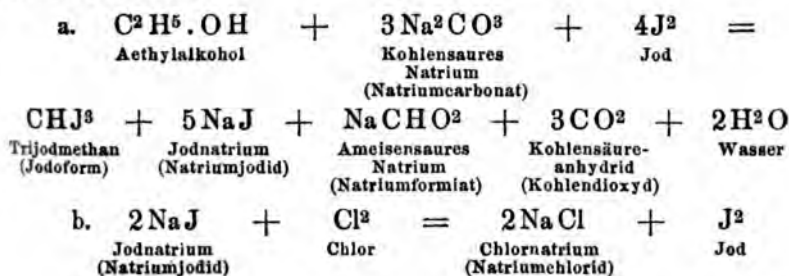 a. C²H⁵.OH + 3Na²CO³ + 4J² =
Aethylalkohol Kohlensaures Jod
Natrium
(Natriumcarbonat)
CHJ³ + 5NaJ + NaCHO² + 3CO² + 2H²O
Trijodmethan Jodnatrium Ameisensaures Kohlensäure- Wasser
(Jodoform) (Natriumjodid) Natrium anhydrid
(Natriumformiat) (Kohlendioxyd)
b. 2NaJ + Cl² = 2NaCl + J²
Jodnatrium Chlor Chlornatrium Jod
(Natriumjodid) (Natriumchlorid)